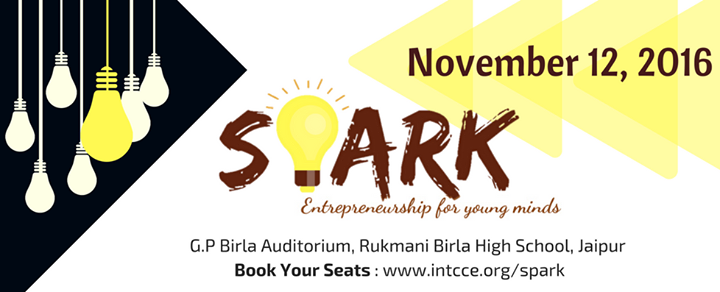 November 12, 2016
SPARK
Entrepreneurship for young minds
G.P Birla Auditorium, Rukmani Birla High School, Jaipur
Book Your Seats : www.intcce.org/spark